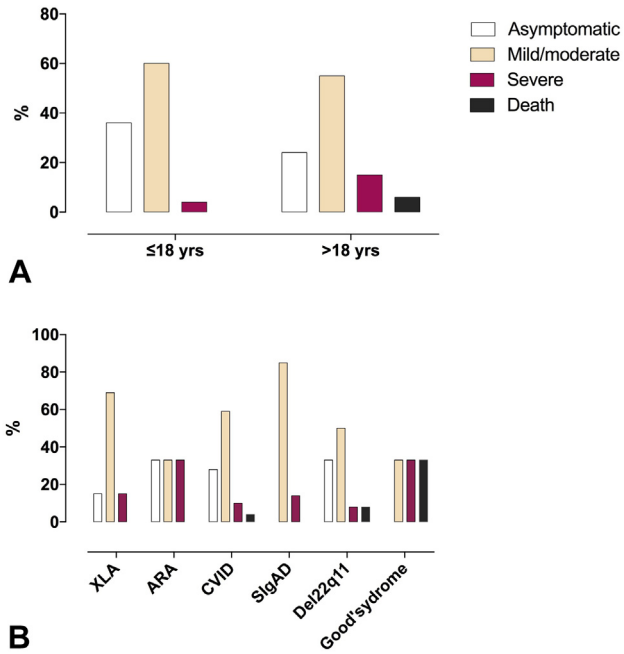 80
60
40
20
0
%
≤18 yrs
>18 yrs
Asymptomatic
Mild/moderate
Severe
Death
A
100
80
60
40
20
0
%
XLA
ARA
CVID
SIgAD
Del22q11
Good'sydrome
B